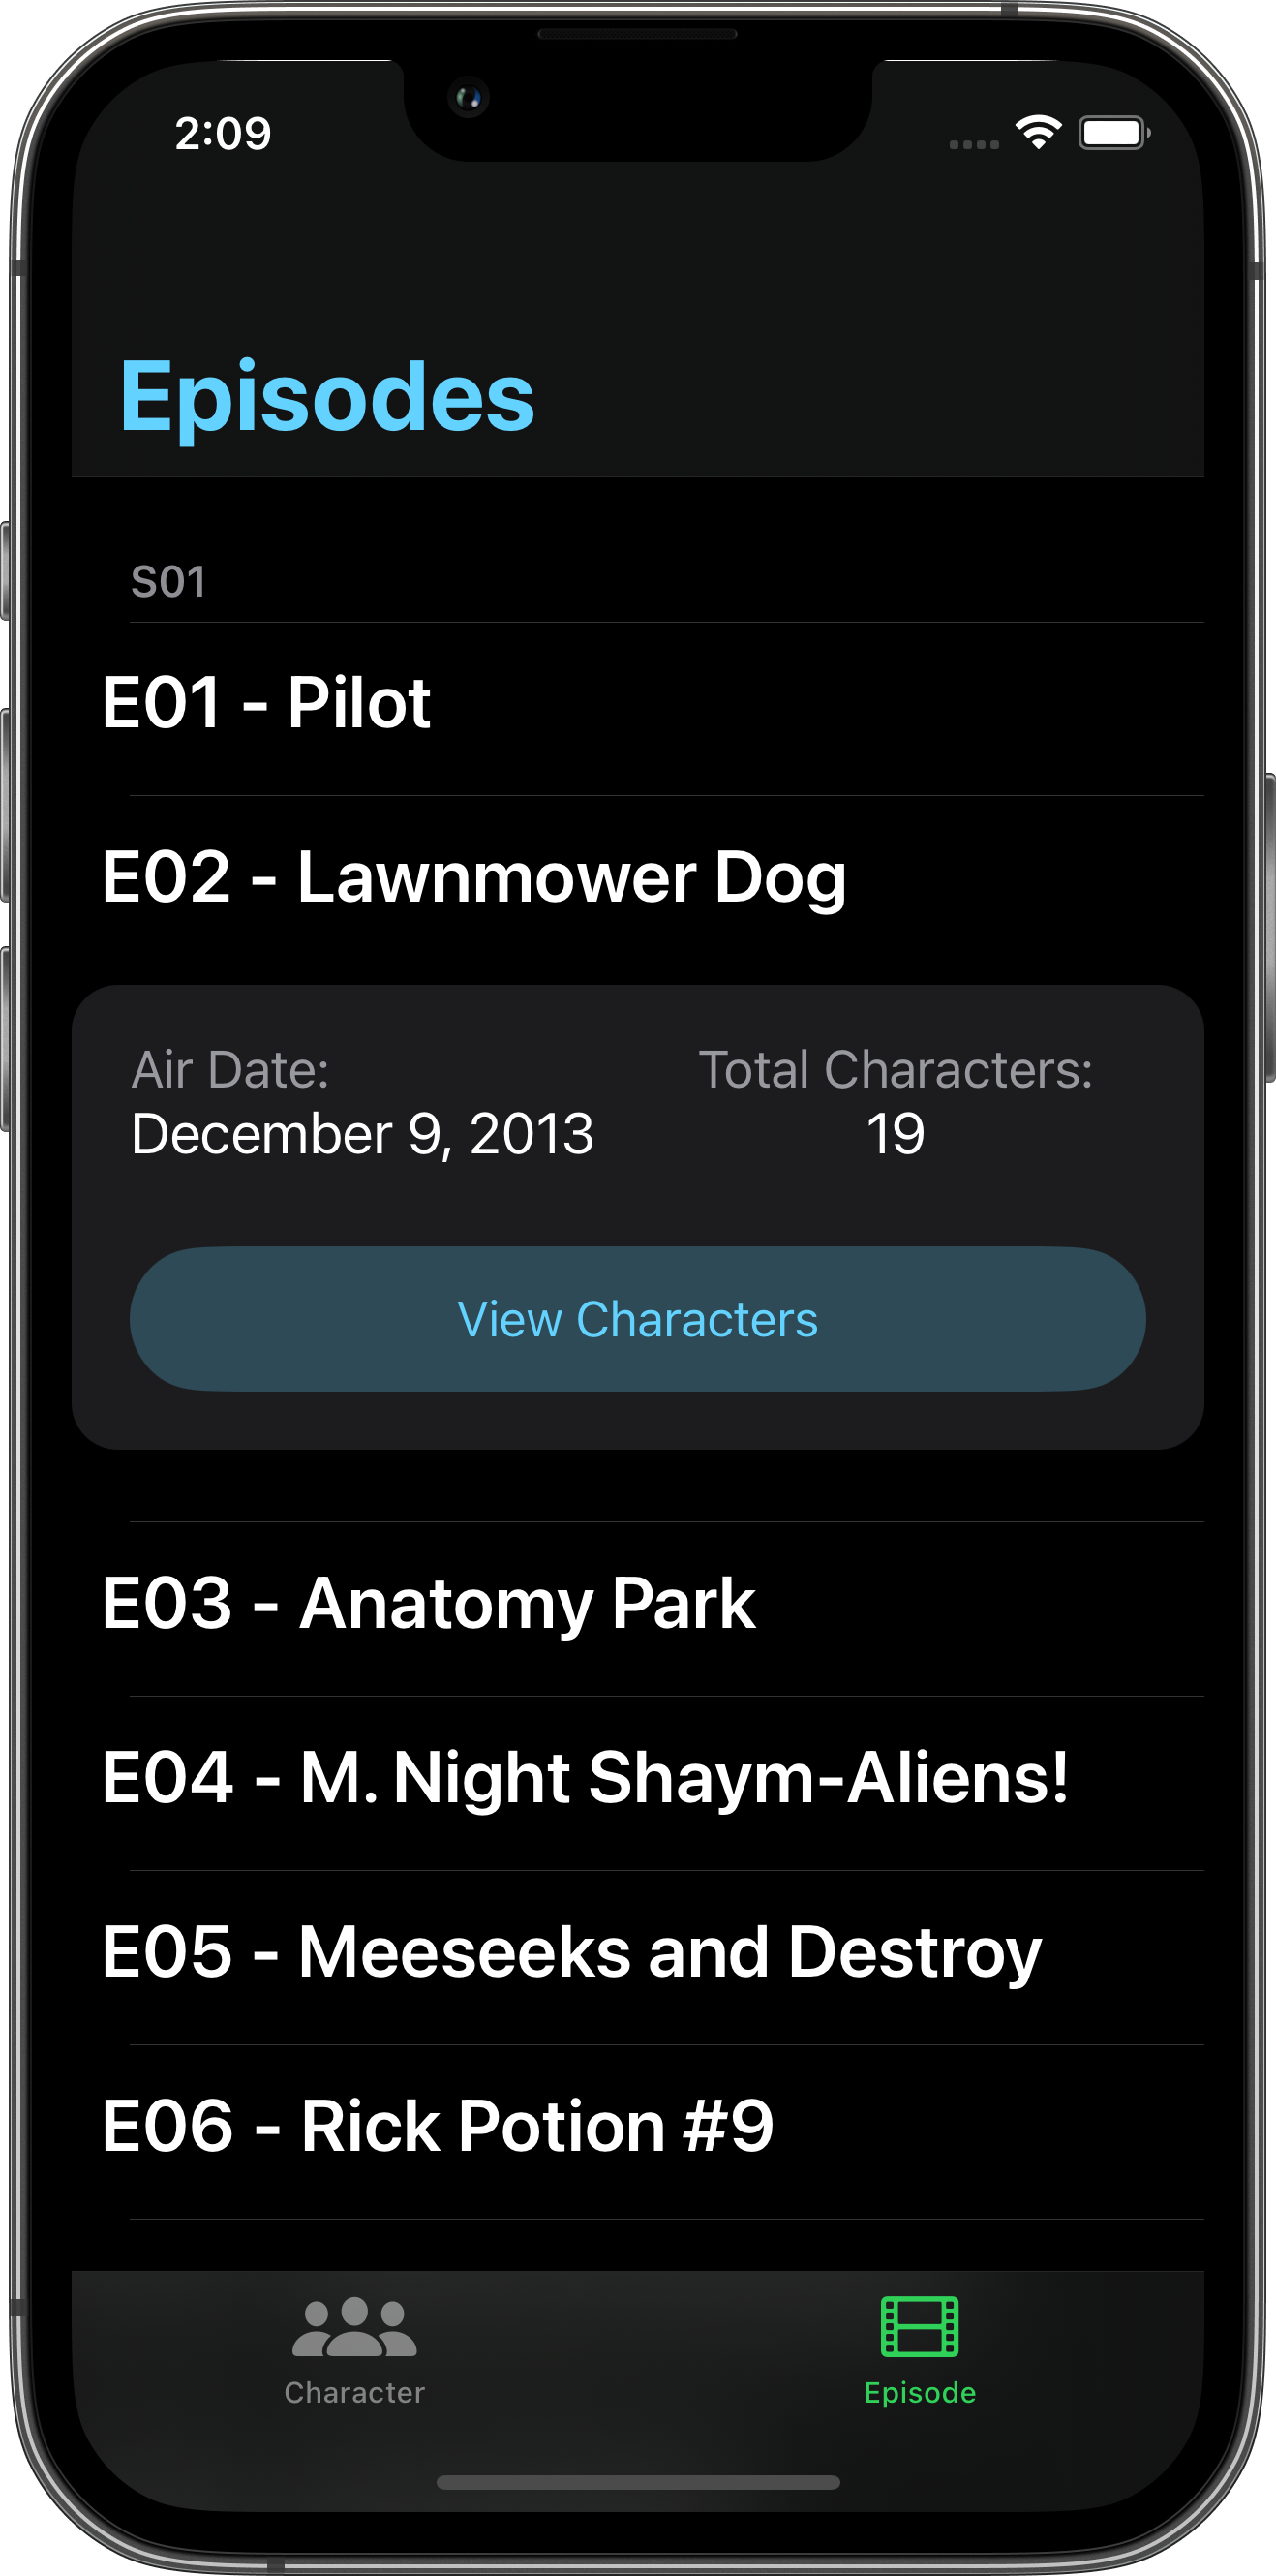 2:09
Episodes
S01
E01 - Pilot
E02 - Lawnmower Dog
Air Date:
December 9, 2013
Total Characters:
19
View Characters
E03 - Anatomy Park
E04 - M. Night Shaym-Aliens!
E05 - Meeseeks and Destroy
E06 - Rick Potion #9
Character
Episode